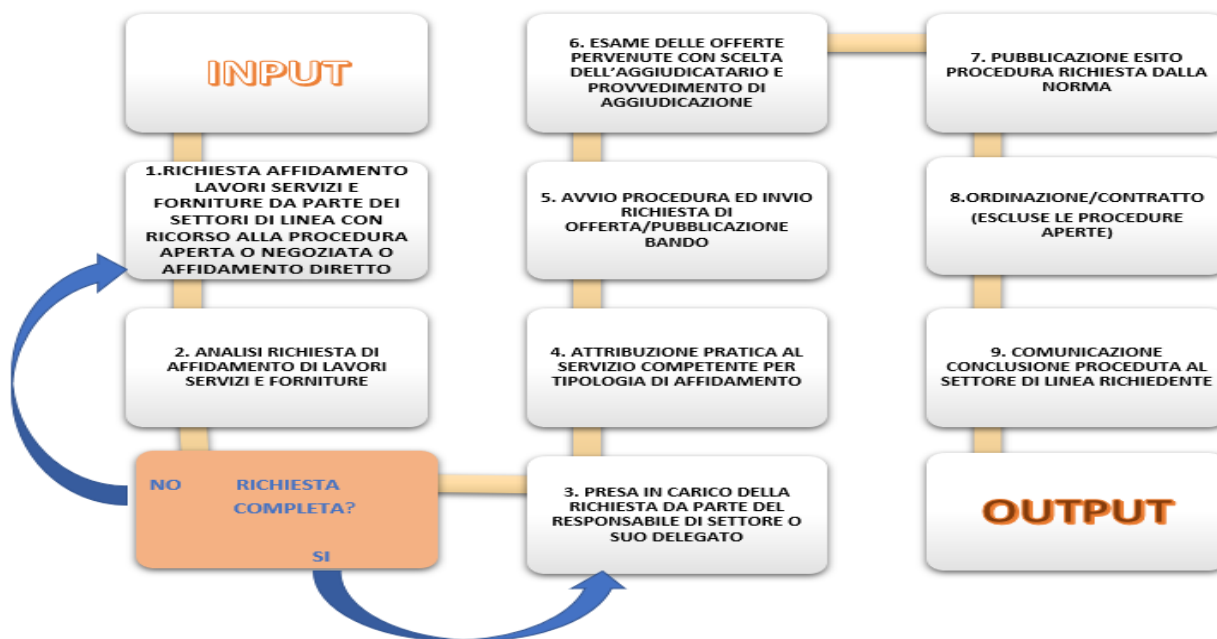 INPUT
1.RICHIESTA AFFIDAMENTO
LAVORI SERVIZI E
FORNITURE DA PARTE DEI
SETTORI DI LINEA CON
RICORSO ALLA PROCEDURA
APERTA O NEGOZIATA O
AFFIDAMENTO DIRETTO
2. ANALISI RICHIESTA DI
AFFIDAMENTO DI LAVORI
SERVIZI E FORNITURE
NO RICHIESTA
COMPLETA?
SI
3. PRESA IN CARICO DELLA
RICHIESTA DA PARTE DEL
RESPONSABILE DI SETTORE O
SUO DELEGATO
4. ATTRIBUZIONE PRATICA AL
SERVIZIO COMPETENTE PER
TIPOLOGIA DI AFFIDAMENTO
5. AVVIO PROCEDURA ED INVIO
RICHIESTA DI
OFFERTA/PUBBLICAZIONE
BANDO
6. ESAME DELLE OFFERTE
PERVENUTE CON SCELTA
DELL'AGGIUDICATARIO E
PROVVEDIMENTO DI
AGGIUDICAZIONE
7. PUBBLICAZIONE ESITO
PROCEDURA RICHIESTA DALLA
NORMA
8.ORDINAZIONE/CONTRATTO
(ESCLUSE LE PROCEDURE
APERTE)
9. COMUNICAZIONE
CONCLUSIONE PROCEDUTA AL
SETTORE DI LINEA RICHIEDENTE
OUTPUT